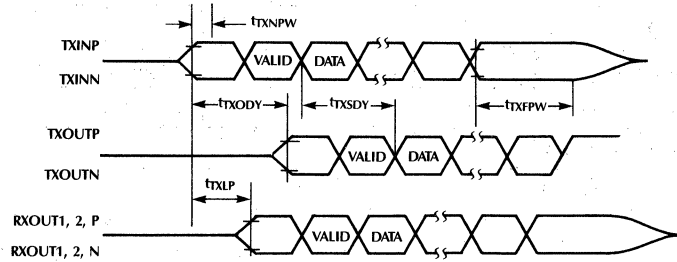 tTXNPW
TXINP
VALID DATA
TXINN
tTXODY tTXSDY tTXFPW
TXOUTP
VALID DATA
TXOUTN
tTXLP
RXOUT1, 2, P
VALID DATA
RXOUT1, 2, N